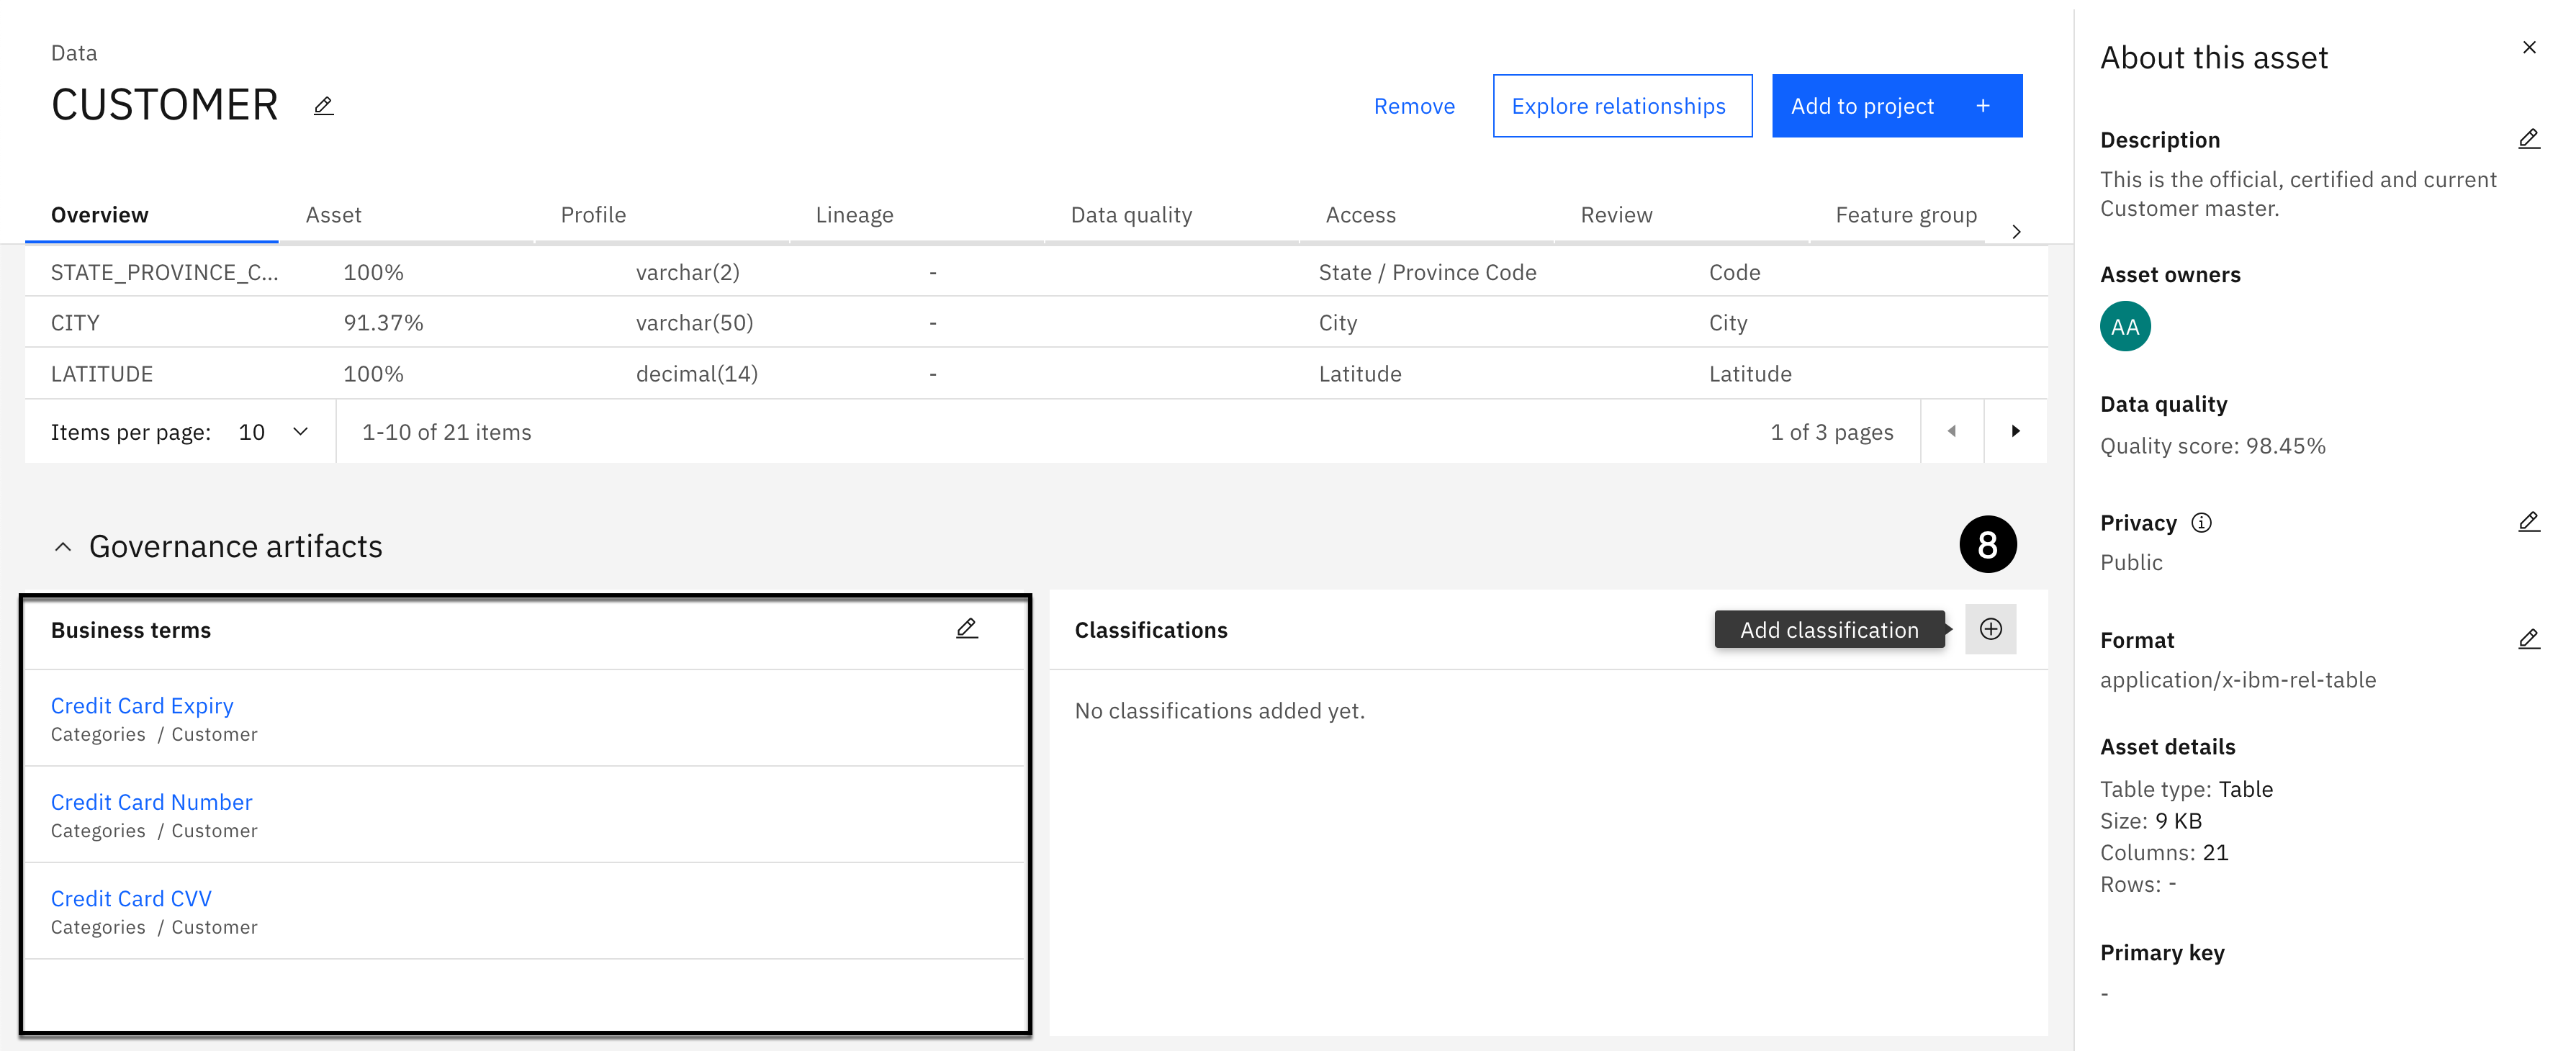 Data
CUSTOMER
Remove
Explore relationships
Add to project +
Overview
Asset
Profile
Lineage
Data quality
Access
Review
Feature group
STATE_PROVINCE_C... 100% varchar(2) - State / Province Code Code
CITY 91.37% varchar(50) - City City
LATITUDE 100% decimal(14) - Latitude Latitude
Items per page: 10 1-10 of 21 items 1 of 3 pages
Governance artifacts
8
Business terms
Credit Card Expiry
Categories / Customer
Credit Card Number
Categories / Customer
Credit Card CVV
Categories / Customer
Classifications
Add classification
No classifications added yet.
About this asset
Description
This is the official, certified and current
Customer master.
Asset owners
AA
Data quality
Quality score: 98.45%
Privacy
Public
Format
application/x-ibm-rel-table
Asset details
Table type: Table
Size: 9 KB
Columns: 21
Rows: -
Primary key
-